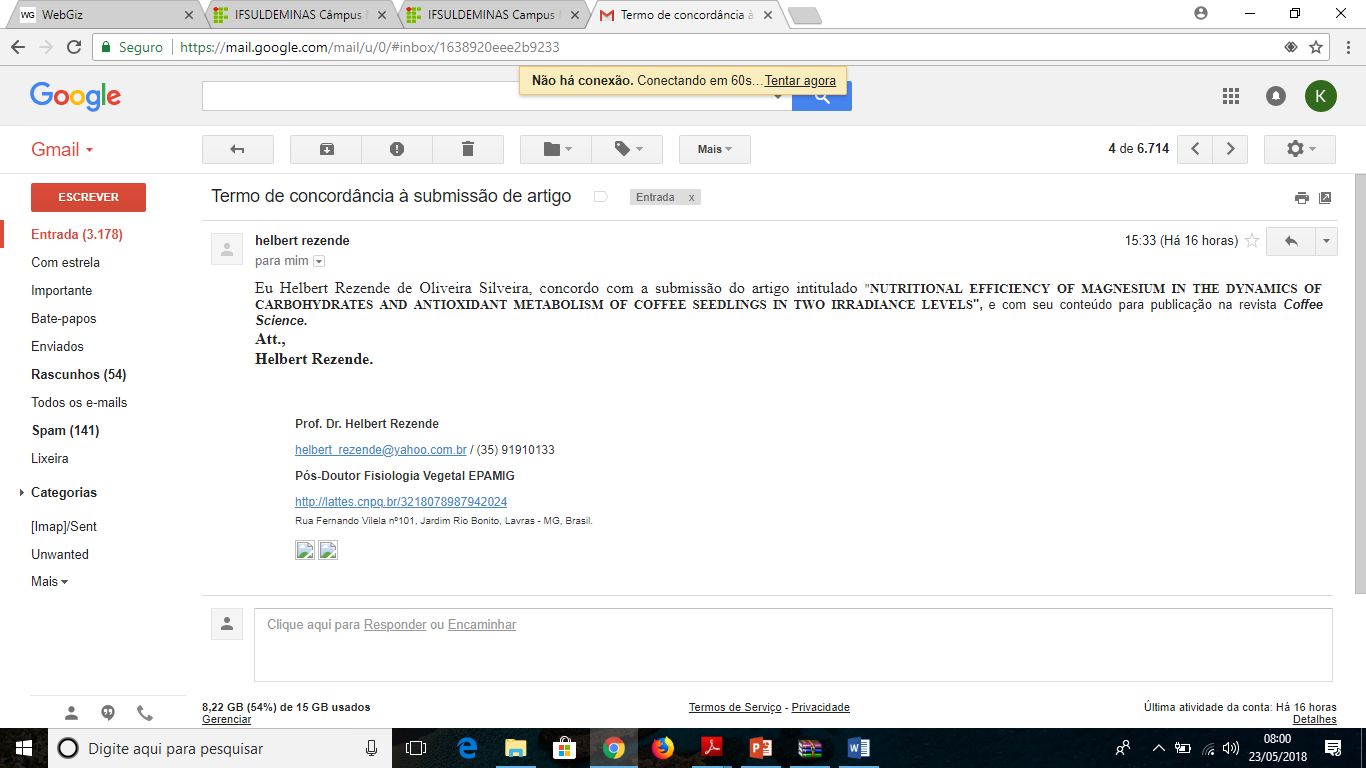 WG WebGiz
IFSULDEMINAS Câmpus
IFSULDEMINAS Campus
Termo de concordância à
Seguro https://mail.google.com/mail/u/0/#inbox/1638920eee2b9233
Não há conexão. Conectando em 60s... Tentar agora
Google
K
Gmail
Mais
4 de 6.714
ESCREVER
Termo de concordância à submissão de artigo
Entrada x
Entrada (3.178)
Com estrela
Importante
Bate-papos
Enviados
Rascunhos (54)
Todos os e-mails
Spam (141)
Lixeira
Categorias
[Imap]/Sent
Unwanted
Mais
helbert rezende
15:33 (Há 16 horas)
para mim
Eu Helbert Rezende de Oliveira Silveira, concordo com a submissão do artigo intitulado "NUTRITIONAL EFFICIENCY OF MAGNESIUM IN THE DYNAMICS OF
CARBOHYDRATES AND ANTIOXIDANT METABOLISM OF COFFEE SEEDLINGS IN TWO IRRADIANCE LEVELS", e com seu conteúdo para publicação na revista Coffee
Science.
Att.,
Helbert Rezende.
Prof. Dr. Helbert Rezende
helbert_rezende@yahoo.com.br / (35) 91910133
Pós-Doutor Fisiologia Vegetal EPAMIG
http://lattes.cnpq.br/3218078987942024
Rua Fernando Vilela nº101, Jardim Rio Bonito, Lavras - MG, Brasil.
Clique aqui para Responder ou Encaminhar
8,22 GB (54%) de 15 GB usados
Gerenciar
Termos de Serviço - Privacidade
Última atividade da conta: Há 16 horas
Detalhes
Digite aqui para pesquisar
08:00
23/05/2018